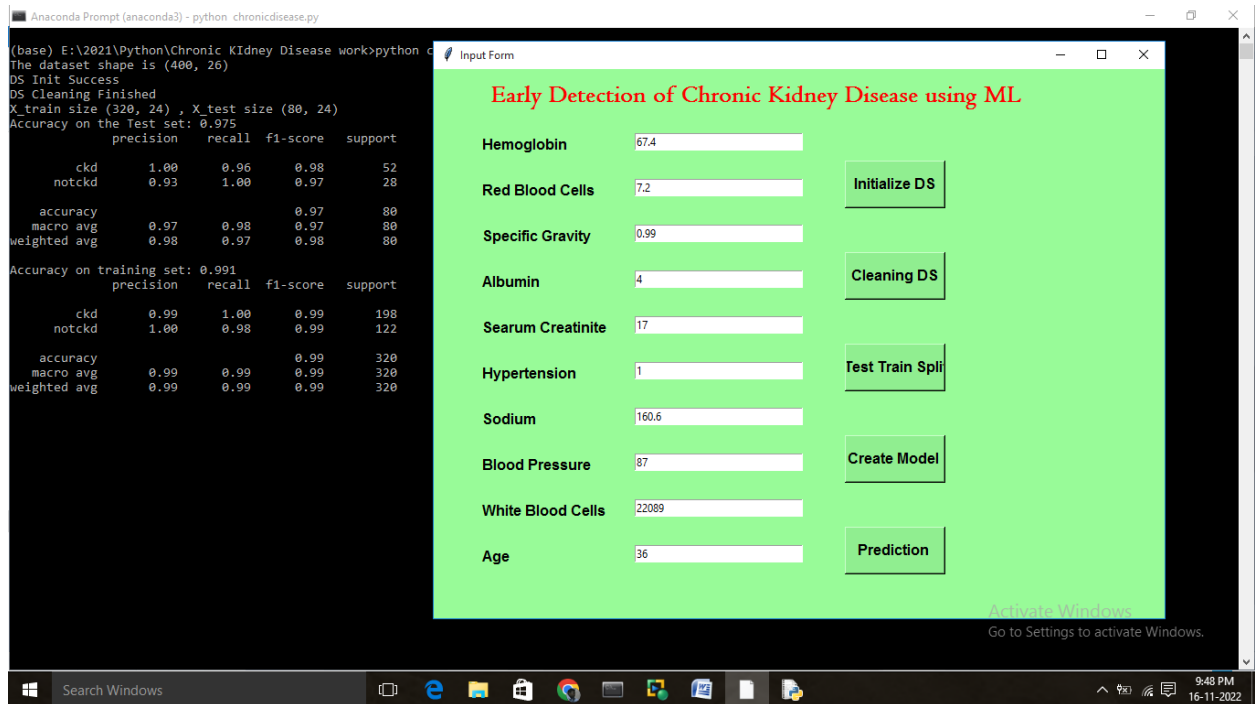 Anaconda Prompt (anaconda3) - python chronicdisease.py
(base) E:\2021\Python\Chronic KIdney Disease work>python c
The dataset shape is (400, 26)
DS Init Success
DS Cleaning Finished
X_train size (320, 24) , X_test size (80, 24)
Accuracy on the Test set: 0.975
precision recall f1-score support
ckd 1.00 0.96 0.98 52
notckd 0.93 1.00 0.97 28
accuracy 0.97 80
macro avg 0.97 0.98 0.97 80
weighted avg 0.98 0.97 0.98 80
Accuracy on training set: 0.991
precision recall f1-score support
ckd 0.99 1.00 0.99 198
notckd 1.00 0.98 0.99 122
accuracy 0.99 320
macro avg 0.99 0.99 0.99 320
weighted avg 0.99 0.99 0.99 320
Input Form
Early Detection of Chronic Kidney Disease using ML
Hemoglobin 67.4
Red Blood Cells 7.2
Specific Gravity 0.99
Albumin 4
Searum Creatinite 17
Hypertension 1
Sodium 160.6
Blood Pressure 87
White Blood Cells 22089
Age 36
Initialize DS
Cleaning DS
Test Train Spli
Create Model
Prediction
Activate Windows
Go to Settings to activate Windows.
Search Windows
9:48 PM
16-11-2022